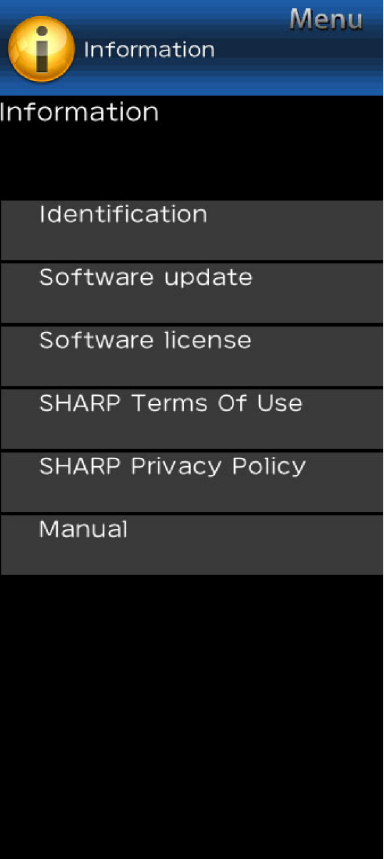 Menu
Information
Information
Identification
Software update
Software license
SHARP Terms Of Use
SHARP Privacy Policy
Manual